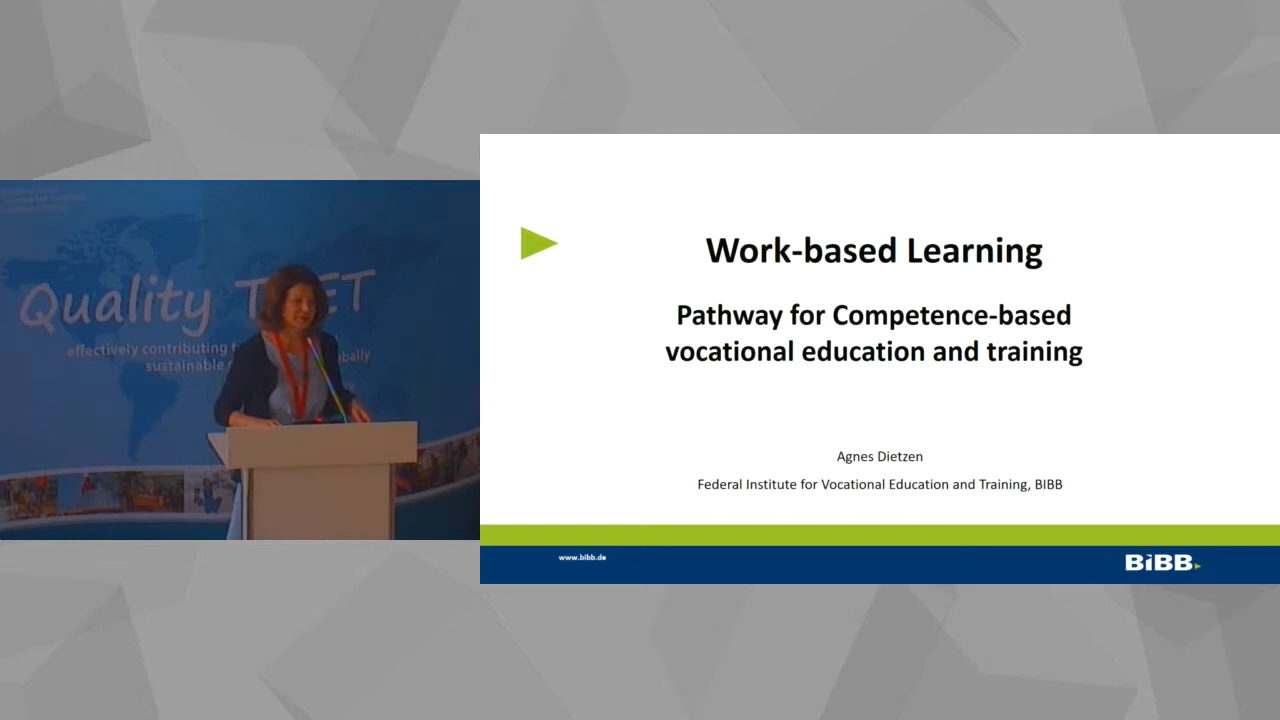 Quality T ET
effectively contributing t bally
sustainable
Work-based Learning
Pathway for Competence-based
vocational education and training
Agnes Dietzen
Federal Institute for Vocational Education and Training, BIBB
www.bibb.de
BiBB